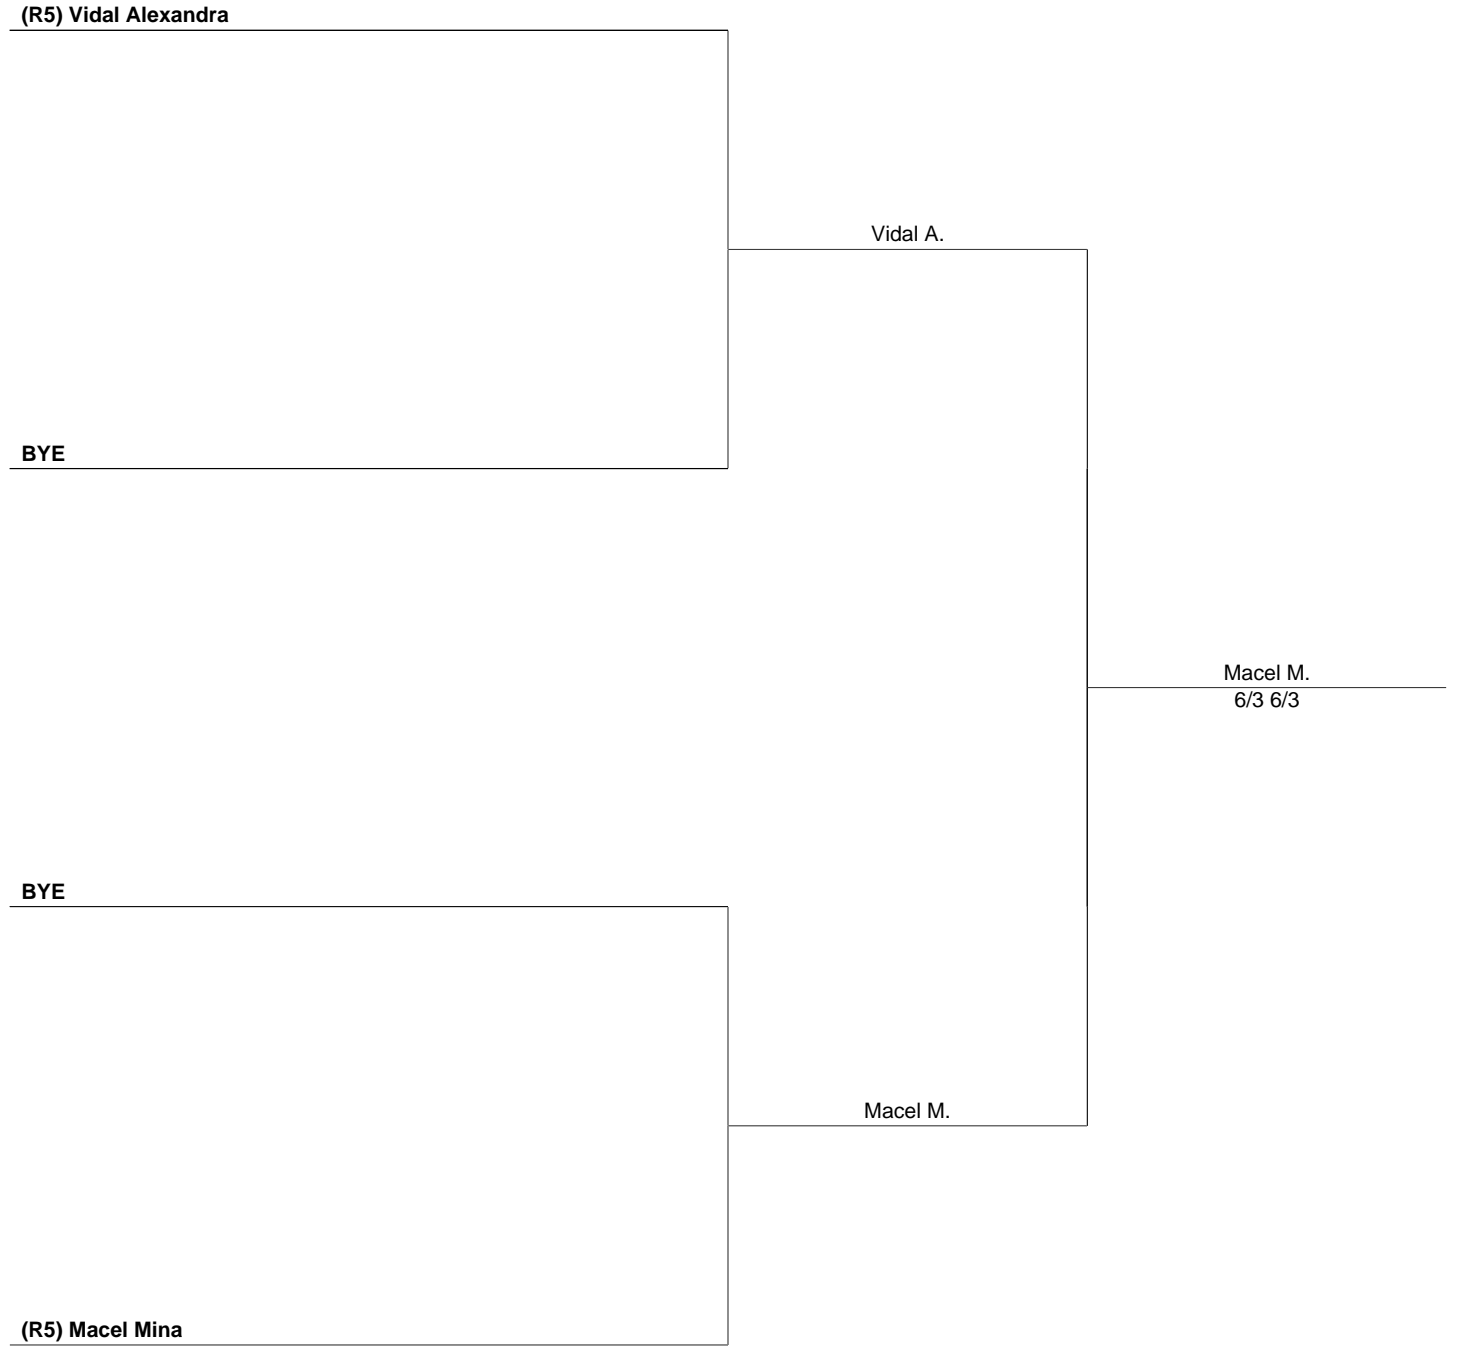 (R5) Vidal Alexandra
Vidal A.
BYE
Macel M.
6/3 6/3
BYE
Macel M.
(R5) Macel Mina